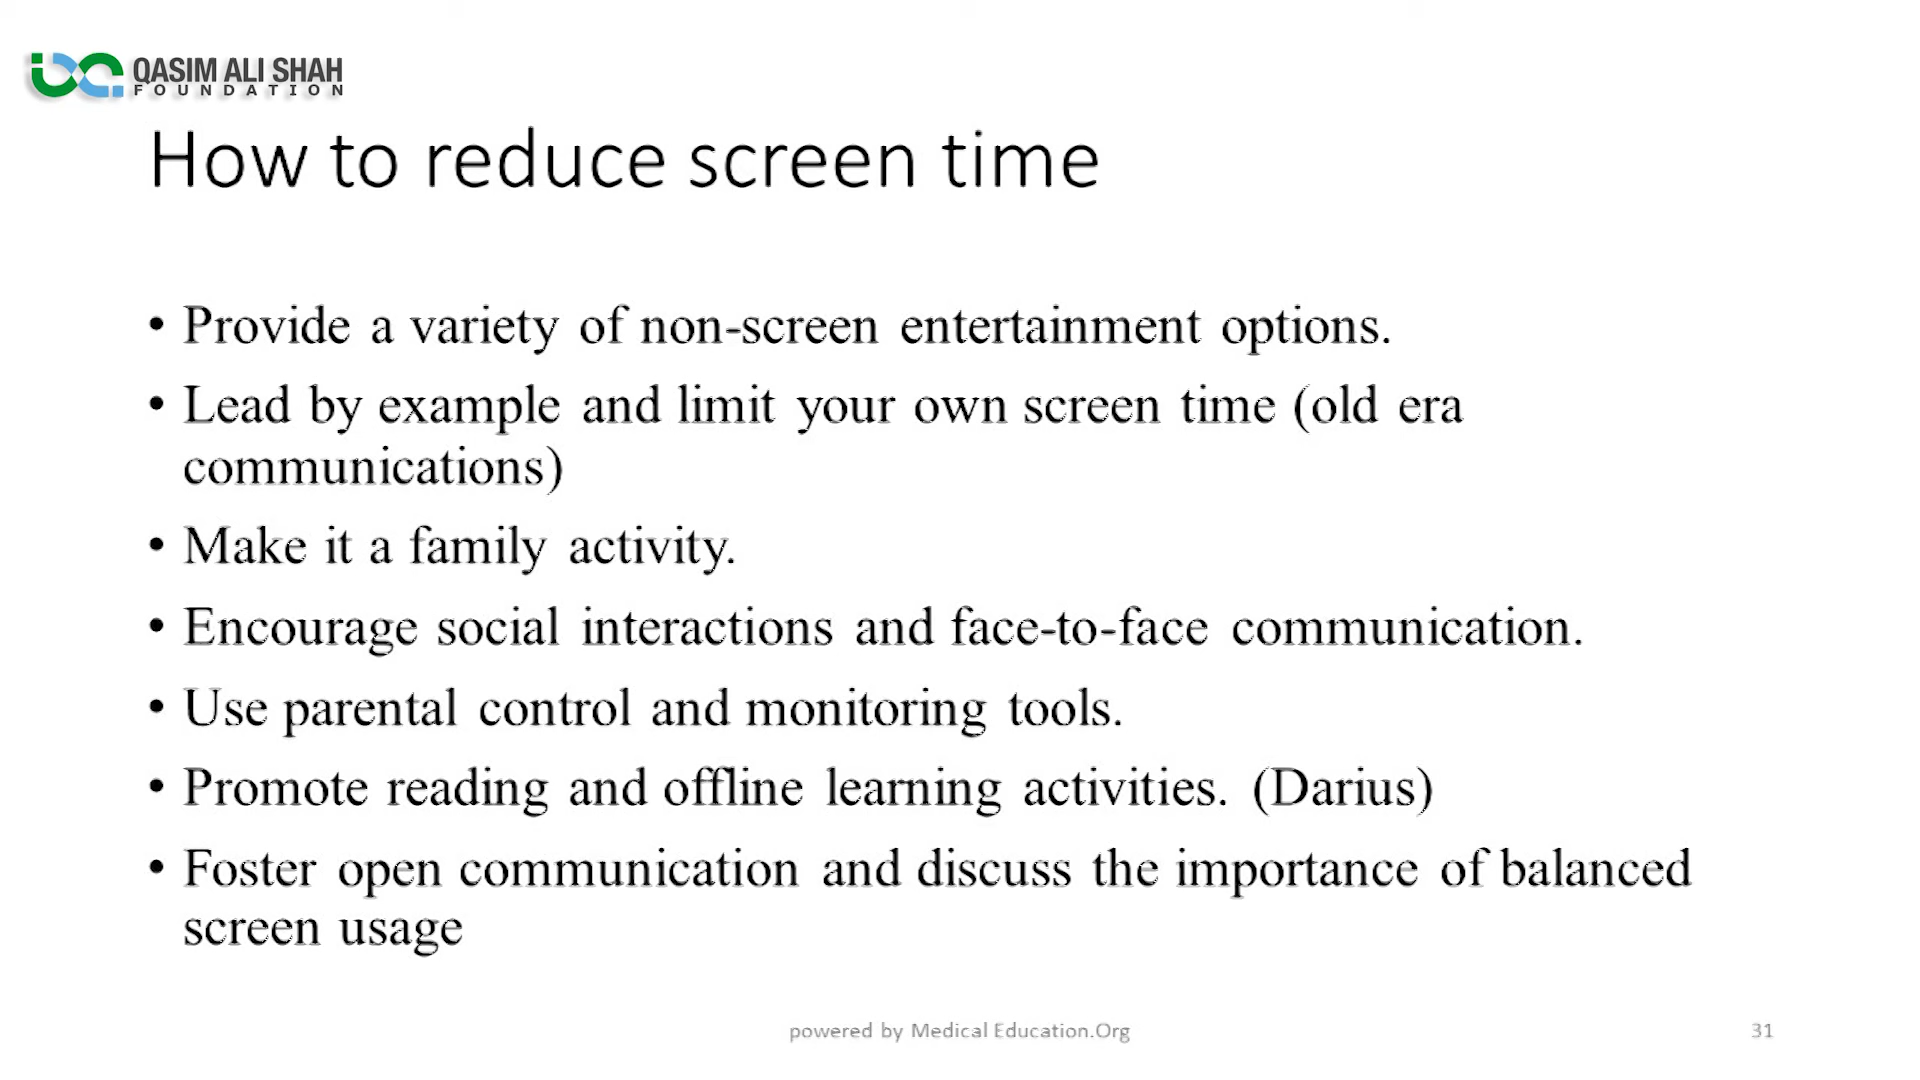 QASIM ALI SHAH
FOUNDATION
How to reduce screen time
• Provide a variety of non-screen entertainment options.
• Lead by example and limit your own screen time (old era
communications)
• Make it a family activity.
• Encourage social interactions and face-to-face communication.
• Use parental control and monitoring tools.
• Promote reading and offline learning activities. (Darius)
• Foster open communication and discuss the importance of balanced
screen usage
powered by Medical Education.Org
31